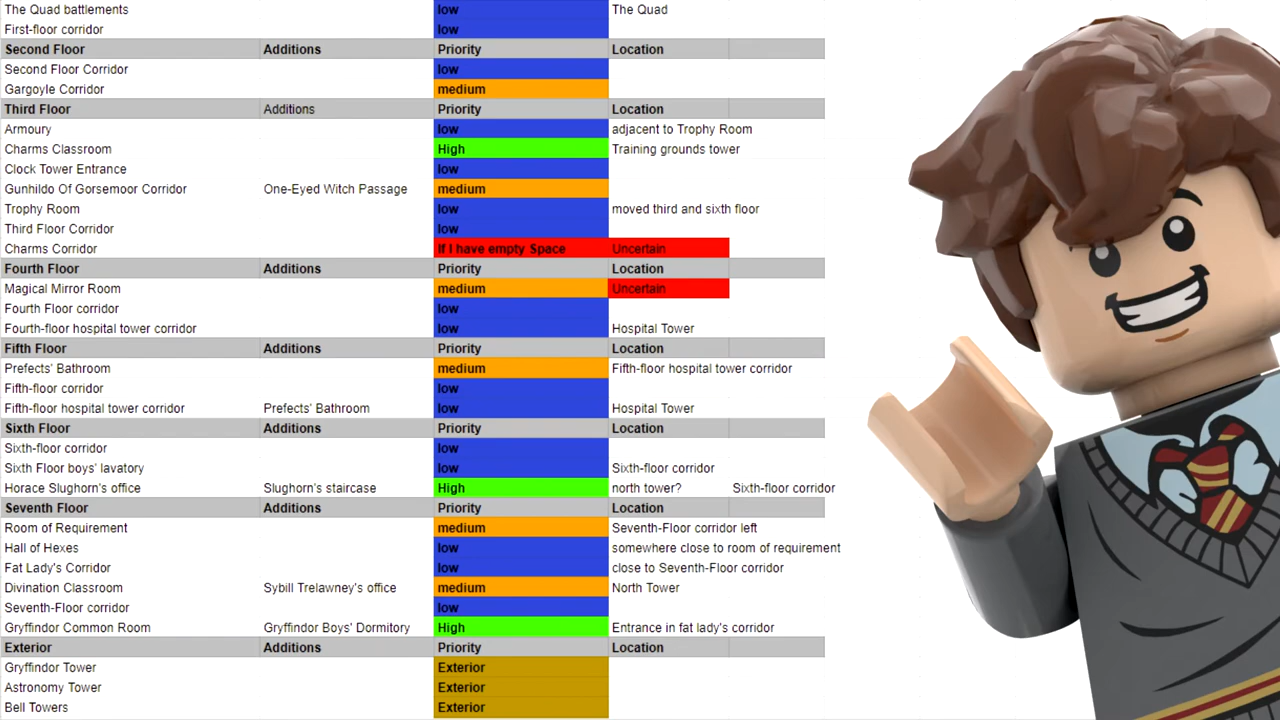 The Quad battlements low The Quad
First-floor corridor low
Second Floor Additions Priority Location
Second Floor Corridor low
Gargoyle Corridor medium
Third Floor Additions Priority Location
Armoury low adjacent to Trophy Room
Charms Classroom High Training grounds tower
Clock Tower Entrance low
Gunhildo Of Gorsemoor Corridor One-Eyed Witch Passage medium
Trophy Room low moved third and sixth floor
Third Floor Corridor low
Charms Corridor If I have empty Space Uncertain
Fourth Floor Additions Priority Location
Magical Mirror Room medium Uncertain
Fourth Floor corridor low
Fourth-floor hospital tower corridor low Hospital Tower
Fifth Floor Additions Priority Location
Prefects' Bathroom medium Fifth-floor hospital tower corridor
Fifth-floor corridor low
Fifth-floor hospital tower corridor Prefects' Bathroom low Hospital Tower
Sixth Floor Additions Priority Location
Sixth-floor corridor low
Sixth Floor boys' lavatory low Sixth-floor corridor
Horace Slughorn's office Slughorn's staircase High north tower? Sixth-floor corridor
Seventh Floor Additions Priority Location
Room of Requirement medium Seventh-Floor corridor left
Hall of Hexes low somewhere close to room of requirement
Fat Lady's Corridor low close to Seventh-Floor corridor
Divination Classroom Sybill Trelawney's office medium North Tower
Seventh-Floor corridor low
Gryffindor Common Room Gryffindor Boys' Dormitory High Entrance in fat lady's corridor
Exterior Additions Priority Location
Gryffindor Tower Exterior
Astronomy Tower Exterior
Bell Towers Exterior